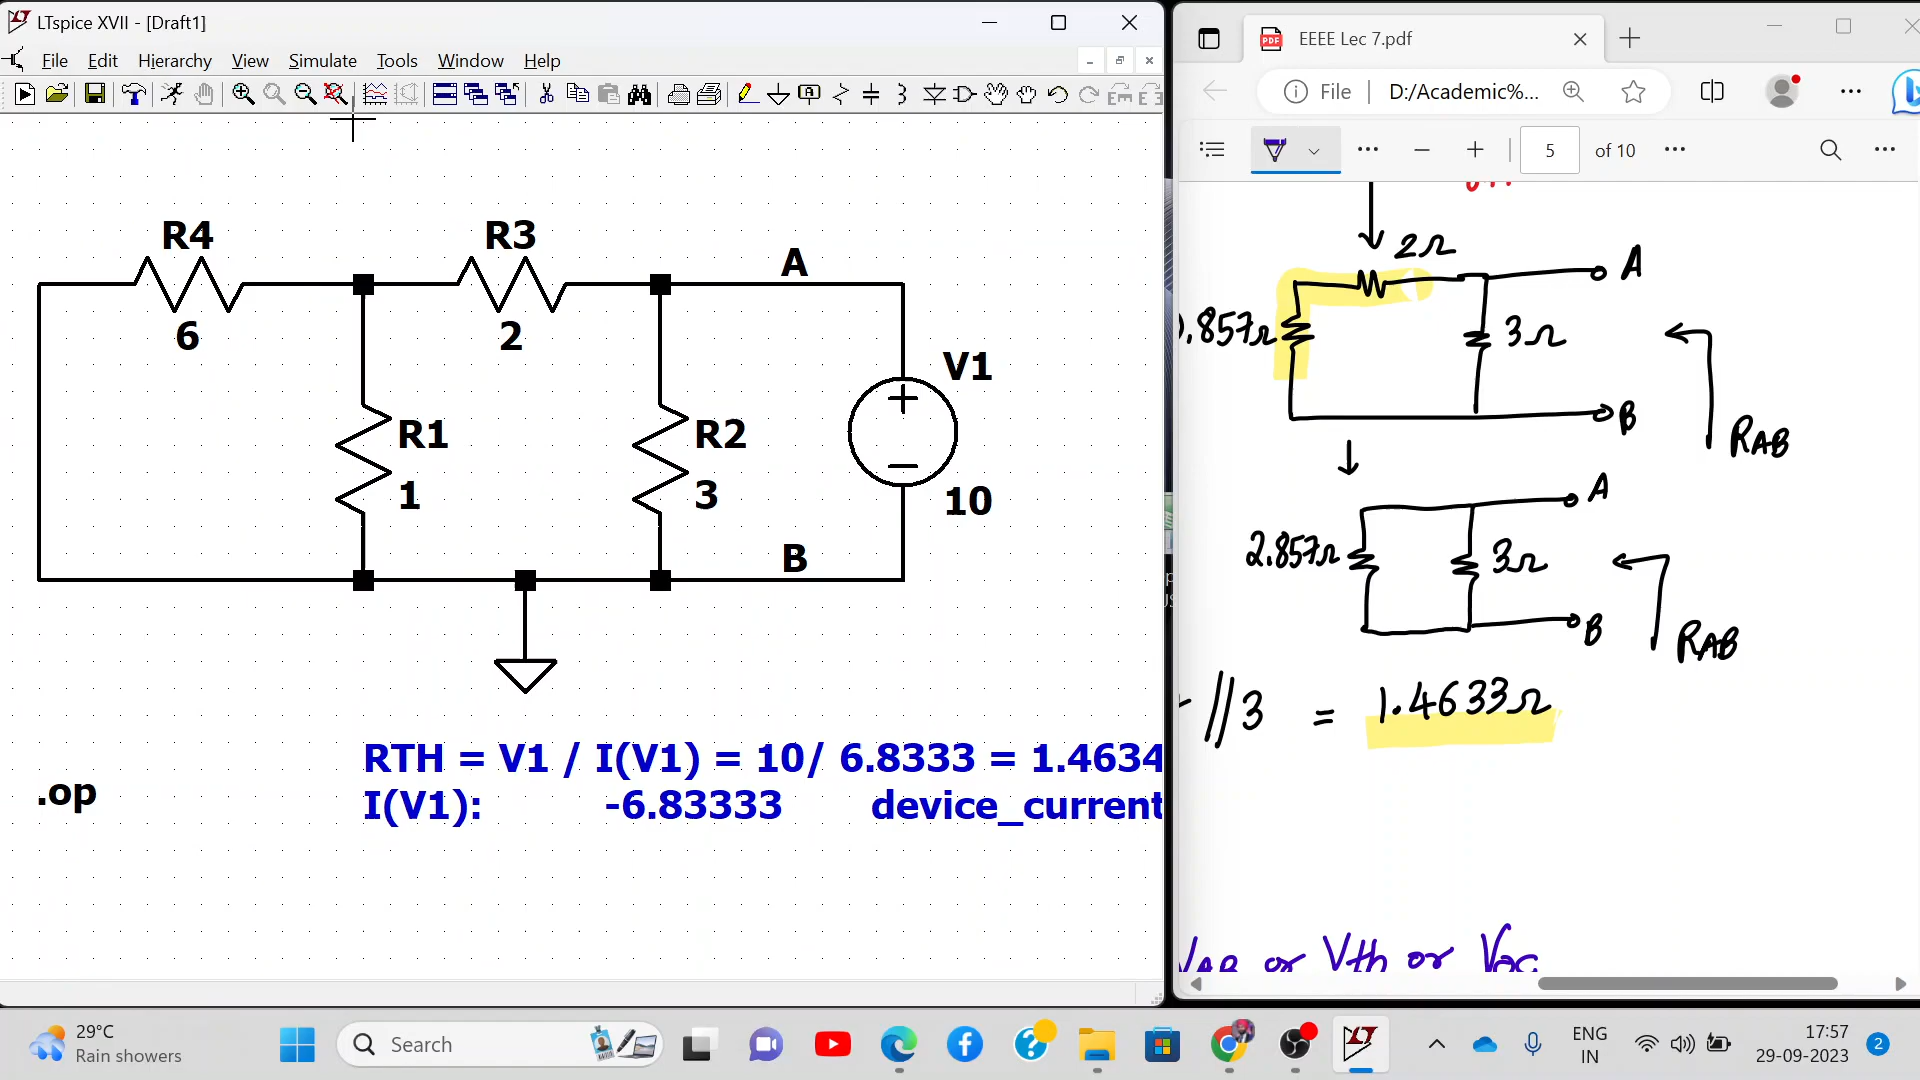 LTspice XVII - [Draft1]
File Edit Hierarchy View Simulate Tools Window Help
R4
6
R3
2
A
R1
1
R2
3
V1
10
B
RTH = V1 / I(V1) = 10/ 6.8333 = 1.4634
I(V1): -6.83333 device_current
.op
EEEE Lec 7.pdf
File D:/Academic%...
5 of 10
2Ω
A
.857Ω
3Ω
B
RAB
A
2.857Ω
3Ω
B
RAB
//3 = 1.4633Ω
VAB or Vth or Voc
29°C
Rain showers
Search
ENG
IN
17:57
29-09-2023
2